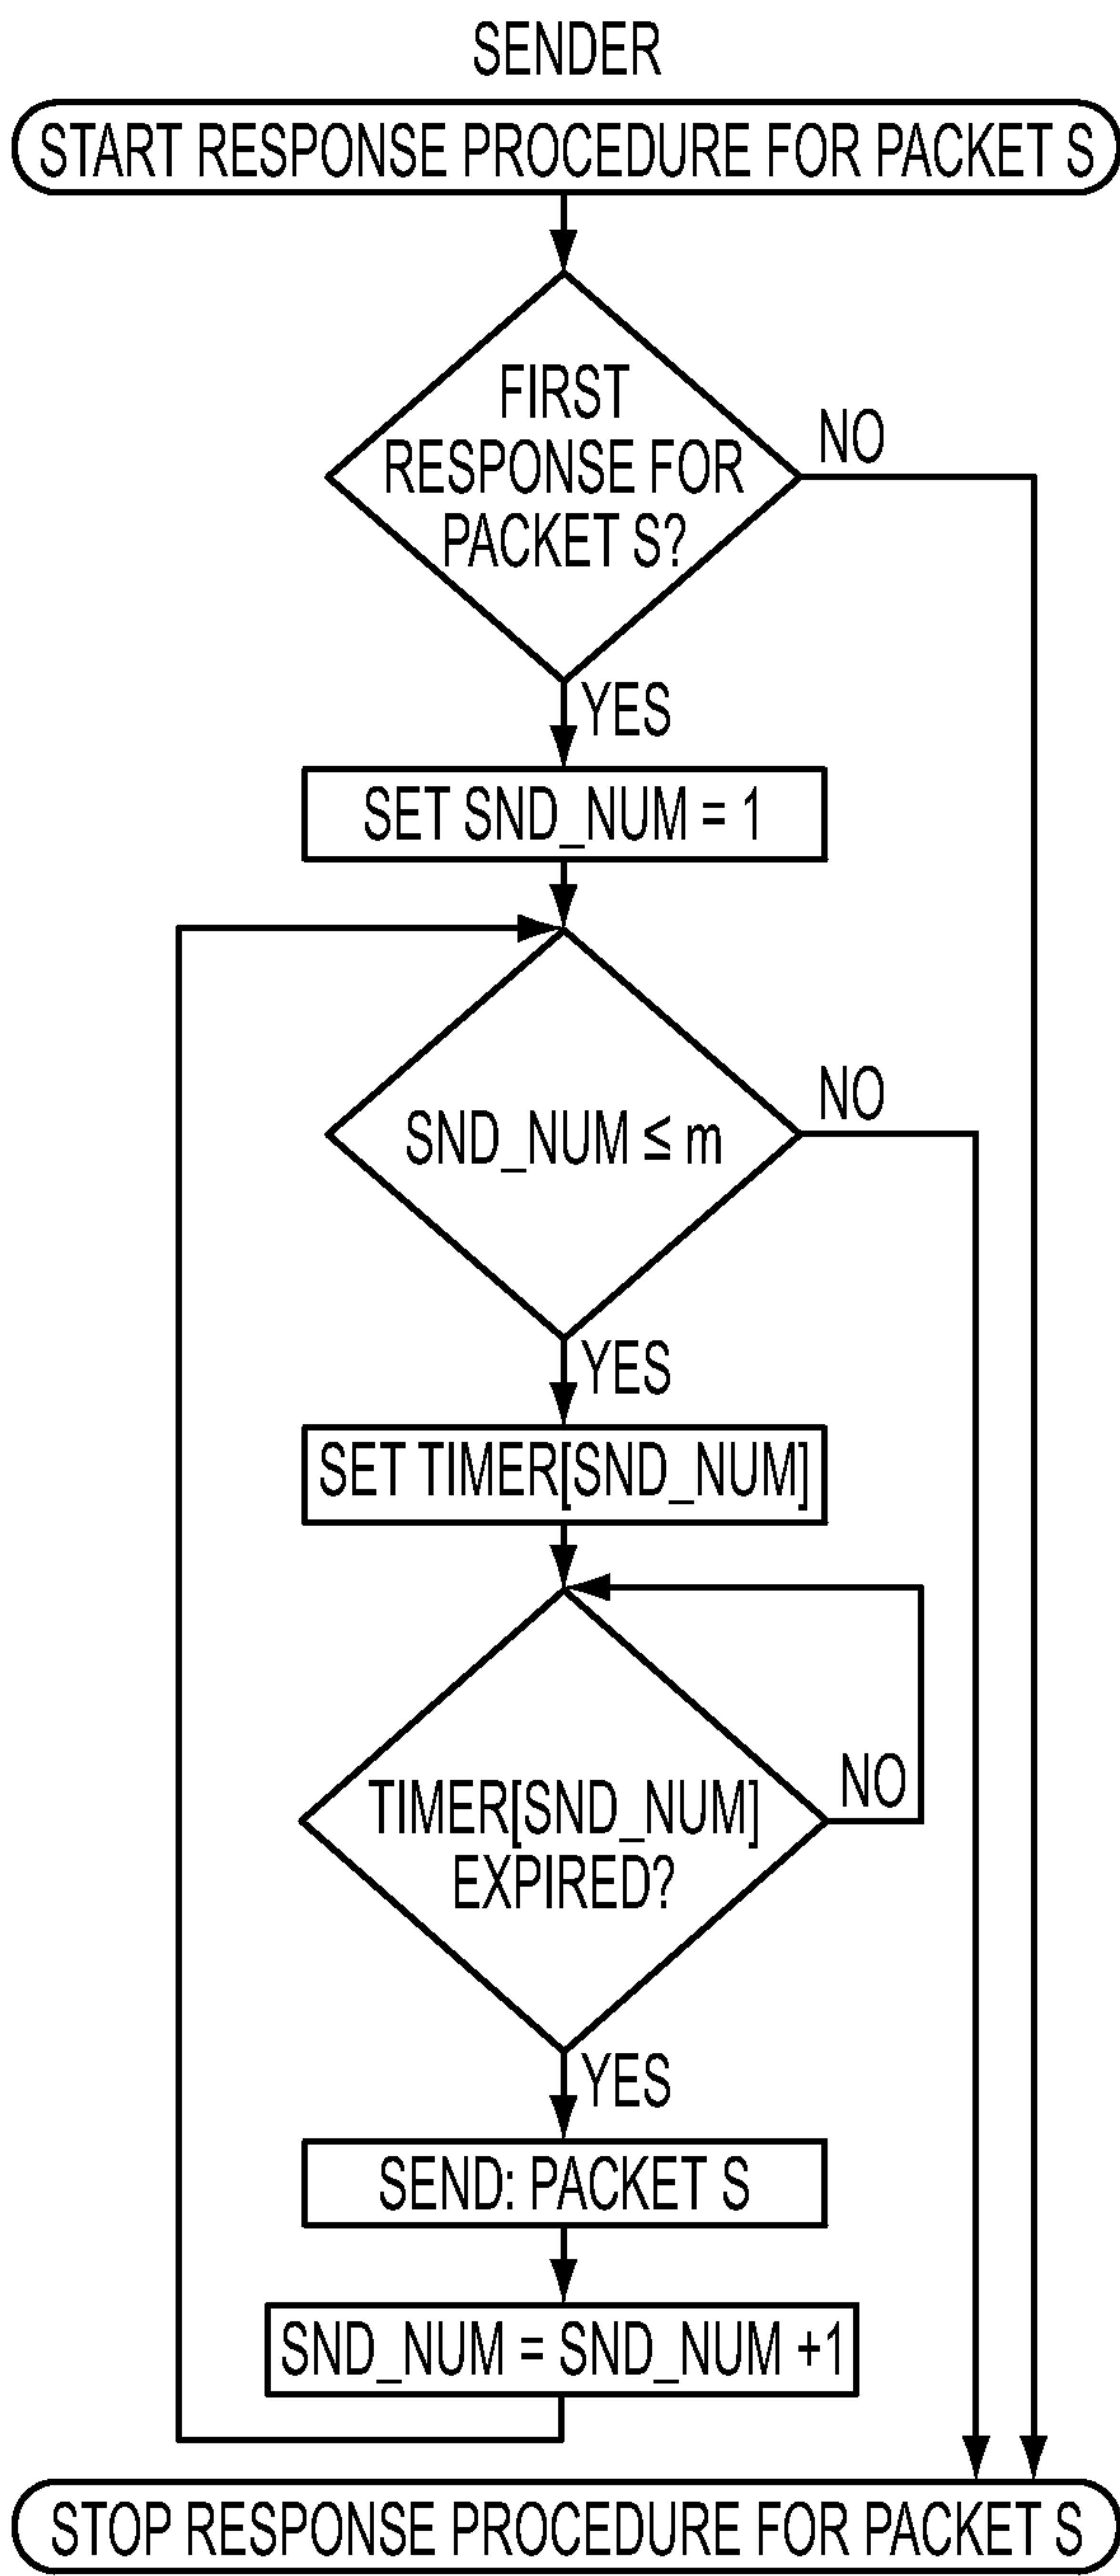 SENDER
START RESPONSE PROCEDURE FOR PACKET S
FIRST
RESPONSE FOR
PACKET S?
NO
YES
SET SND_NUM = 1
SND_NUM ≤ m
NO
YES
SET TIMER[SND_NUM]
TIMER[SND_NUM]
EXPIRED?
NO
YES
SEND: PACKET S
SND_NUM = SND_NUM +1
STOP RESPONSE PROCEDURE FOR PACKET S